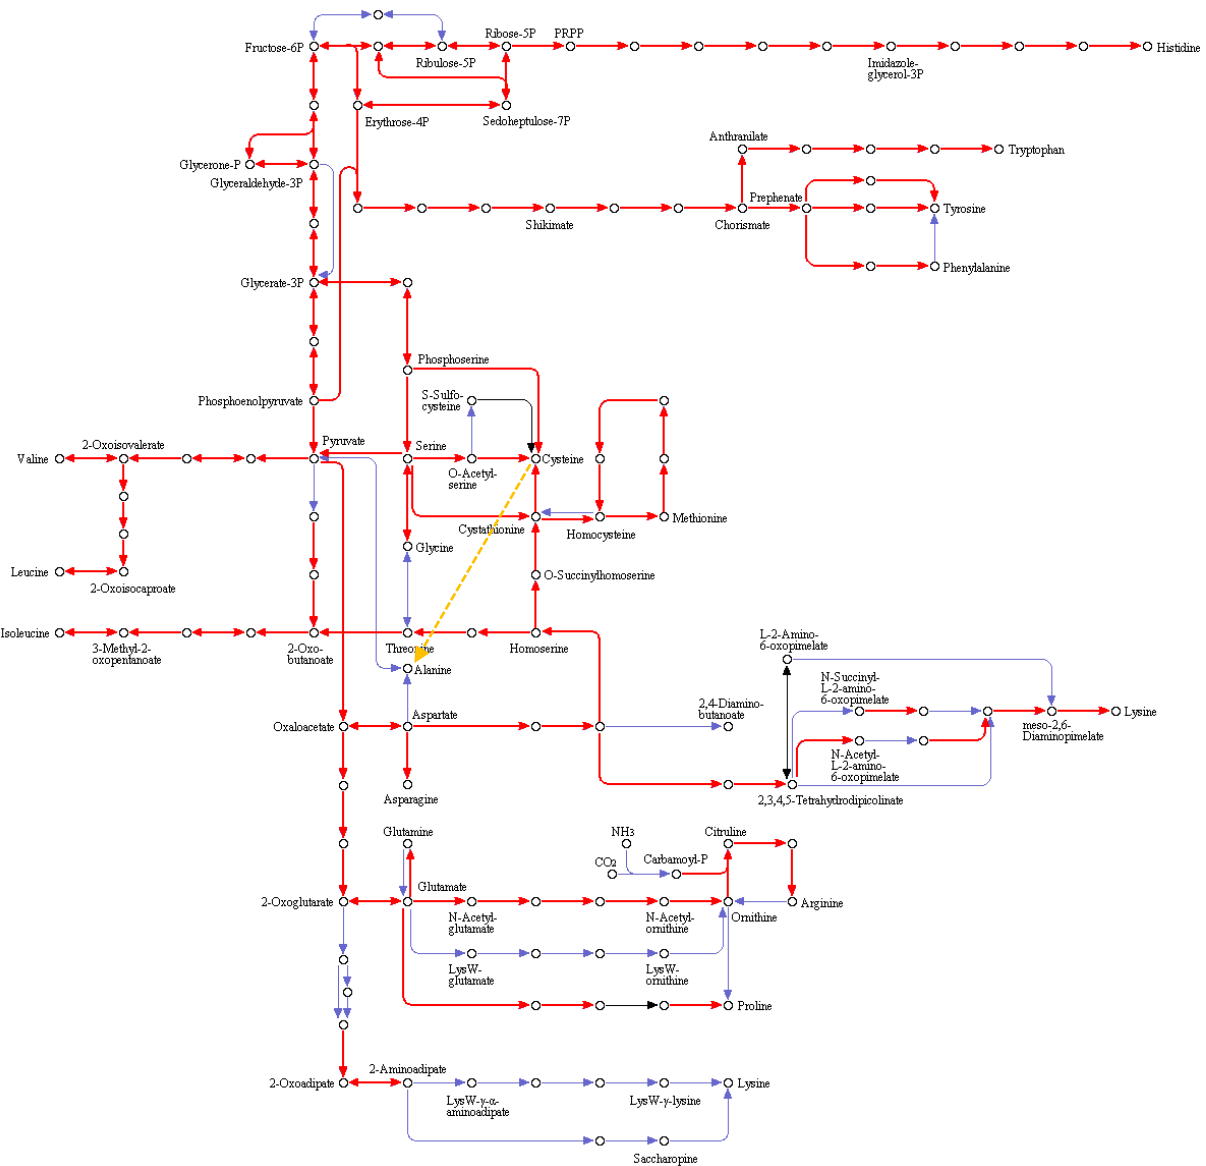 Fructose-6P
Ribulose-5P
Ribose-5P
PRPP
Imidazole-
glycerol-3P
Histidine
Erythrose-4P
Sedoheptulose-7P
Glycerone-P
Glyceraldehyde-3P
Anthranilate
Tryptophan
Prephenate
Shikimate
Chorismate
Tyrosine
Phenylalanine
Glycerate-3P
Phosphoserine
Phosphoenolpyruvate
S-Sulfo-
cysteine
2-Oxoisovalerate
Pyruvate
Serine
Valine
Cysteine
O-Acetyl-
serine
Cystathionine
Homocysteine
Methionine
Glycine
Leucine
2-Oxoisocaproate
O-Succinylhomoserine
Isoleucine
3-Methyl-2-
oxopentanoate
2-Oxo-
butanoate
Threonine
Homoserine
Alanine
L-2-Amino-
6-oxopimelate
N-Succinyl-
L-2-amino-
6-oxopimelate
2,4-Diamino-
butanoate
Oxaloacetate
Aspartate
Lysine
meso-2,6-
Diaminopimelate
N-Acetyl-
L-2-amino-
6-oxopimelate
Asparagine
2,3,4,5-Tetrahydrodipicolinate
Glutamine
NH3
Citruline
CO2
Carbamoyl-P
2-Oxoglutarate
Glutamate
N-Acetyl-
glutamate
N-Acetyl-
ornithine
Ornithine
Arginine
LysW-
glutamate
LysW-
ornithine
Proline
2-Oxoadipate
2-Aminoadipate
LysW-γ-α-
aminoadipate
LysW-γ-lysine
Lysine
Saccharopine